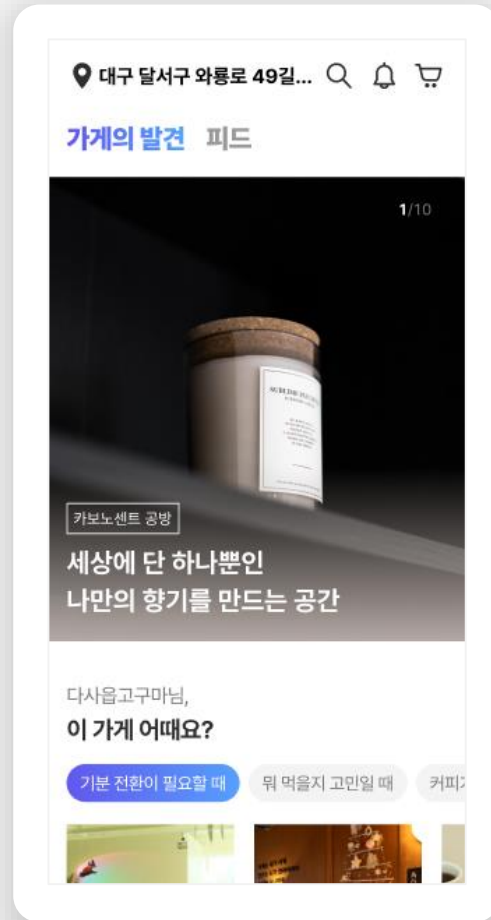 대구 달서구 와룡로 49길...
가게의 발견 피드
1/10
카보노센트 공방
세상에 단 하나뿐인
나만의 향기를 만드는 공간
다사읍고구마님,
이 가게 어때요?
기분 전환이 필요할 때 뭐 먹을지 고민일 때 커피